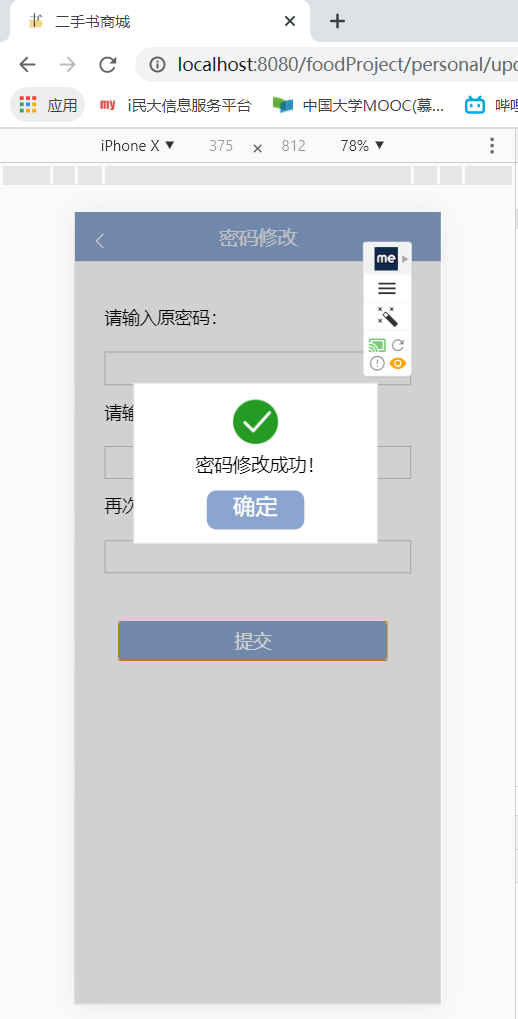 二手书商城
localhost:8080/foodProject/personal/upd
应用 my i民大信息服务平台 中国大学MOOC(慕... 哔哩
iPhone X ▼ 375 × 812 78% ▼
密码修改
me
请输入原密码：
请输
密码修改成功!
确定
再次
提交